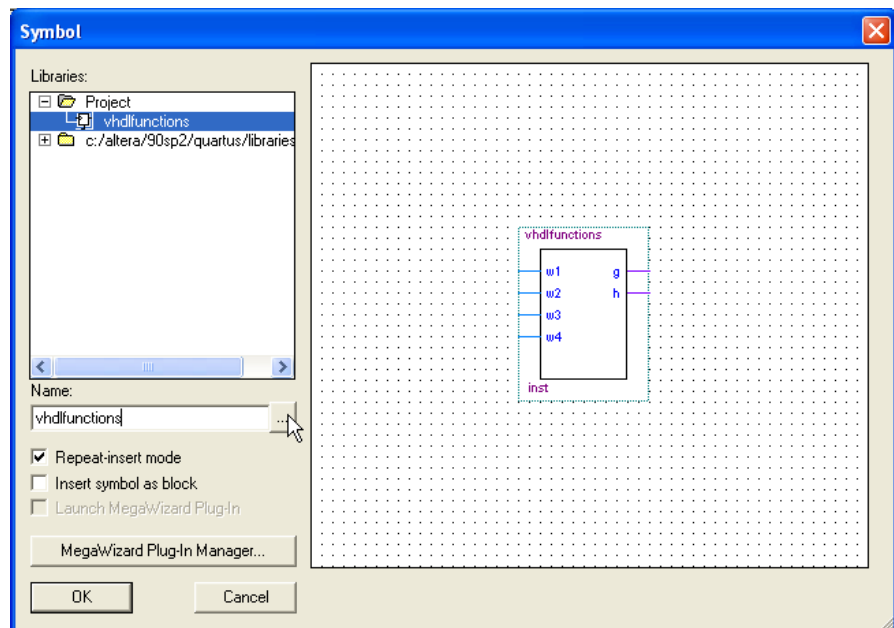 Symbol
Libraries:
Project
vhdlfunctions
c:/altera/90sp2/quartus/libraries
Name:
vhdlfunctions
...
Repeat-insert mode
Insert symbol as block
Launch MegaWizard Plug-In
MegaWizard Plug-In Manager...
OK Cancel
vhdlfunctions
w1 g
w2 h
w3
w4
inst